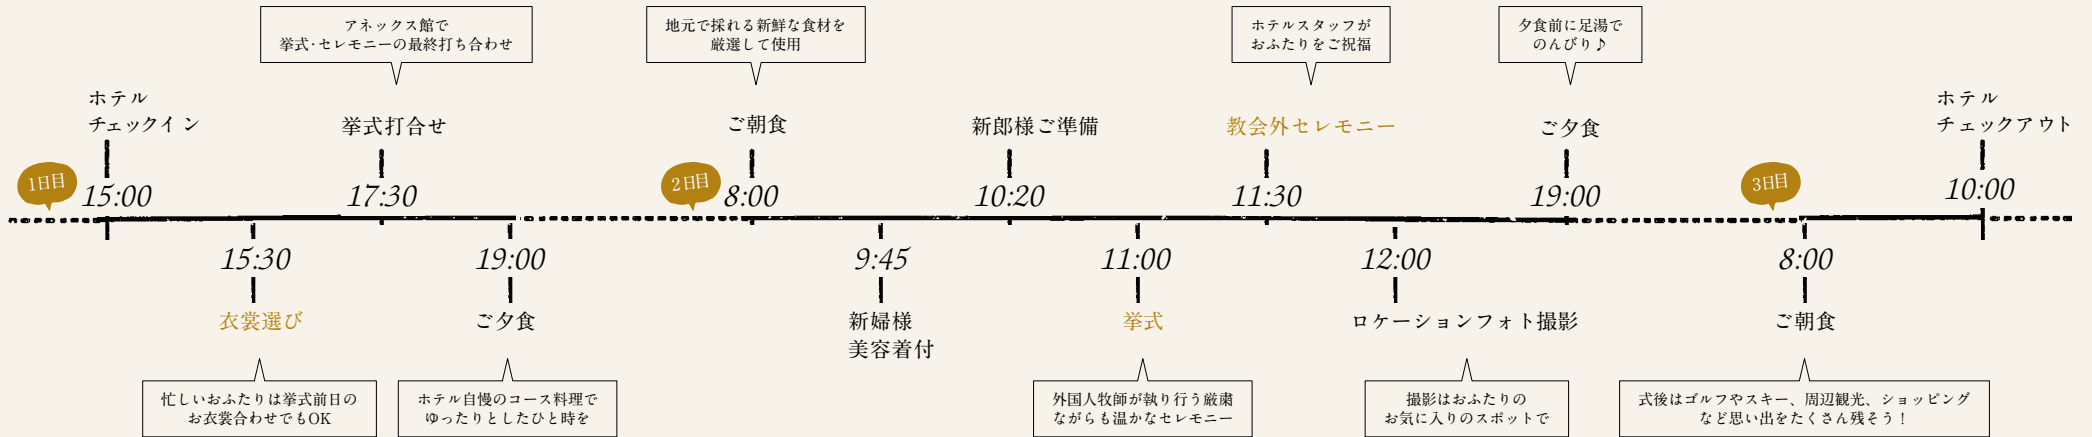 1日目
ホテル
チェックイン
15:00
15:30
衣裳選び
忙しいおふたりは挙式前日の
お衣裳合わせでもOK
アネックス館で
挙式・セレモニーの最終打ち合わせ
挙式打合せ
17:30
19:00
ご夕食
ホテル自慢のコース料理で
ゆったりとしたひと時を
2日目
地元で採れる新鮮な食材を
厳選して使用
ご朝食
8:00
9:45
新婦様
美容着付
新郎様ご準備
10:20
11:00
挙式
外国人牧師が執り行う厳粛
ながらも温かなセレモニー
ホテルスタッフが
おふたりをご祝福
教会外セレモニー
11:30
12:00
ロケーションフォト撮影
撮影はおふたりの
お気に入りのスポットで
夕食前に足湯で
のんびり♪
ご夕食
19:00
3日目
8:00
ご朝食
式後はゴルフやスキー、周辺観光、ショッピング
など思い出をたくさん残そう！
ホテル
チェックアウト
10:00